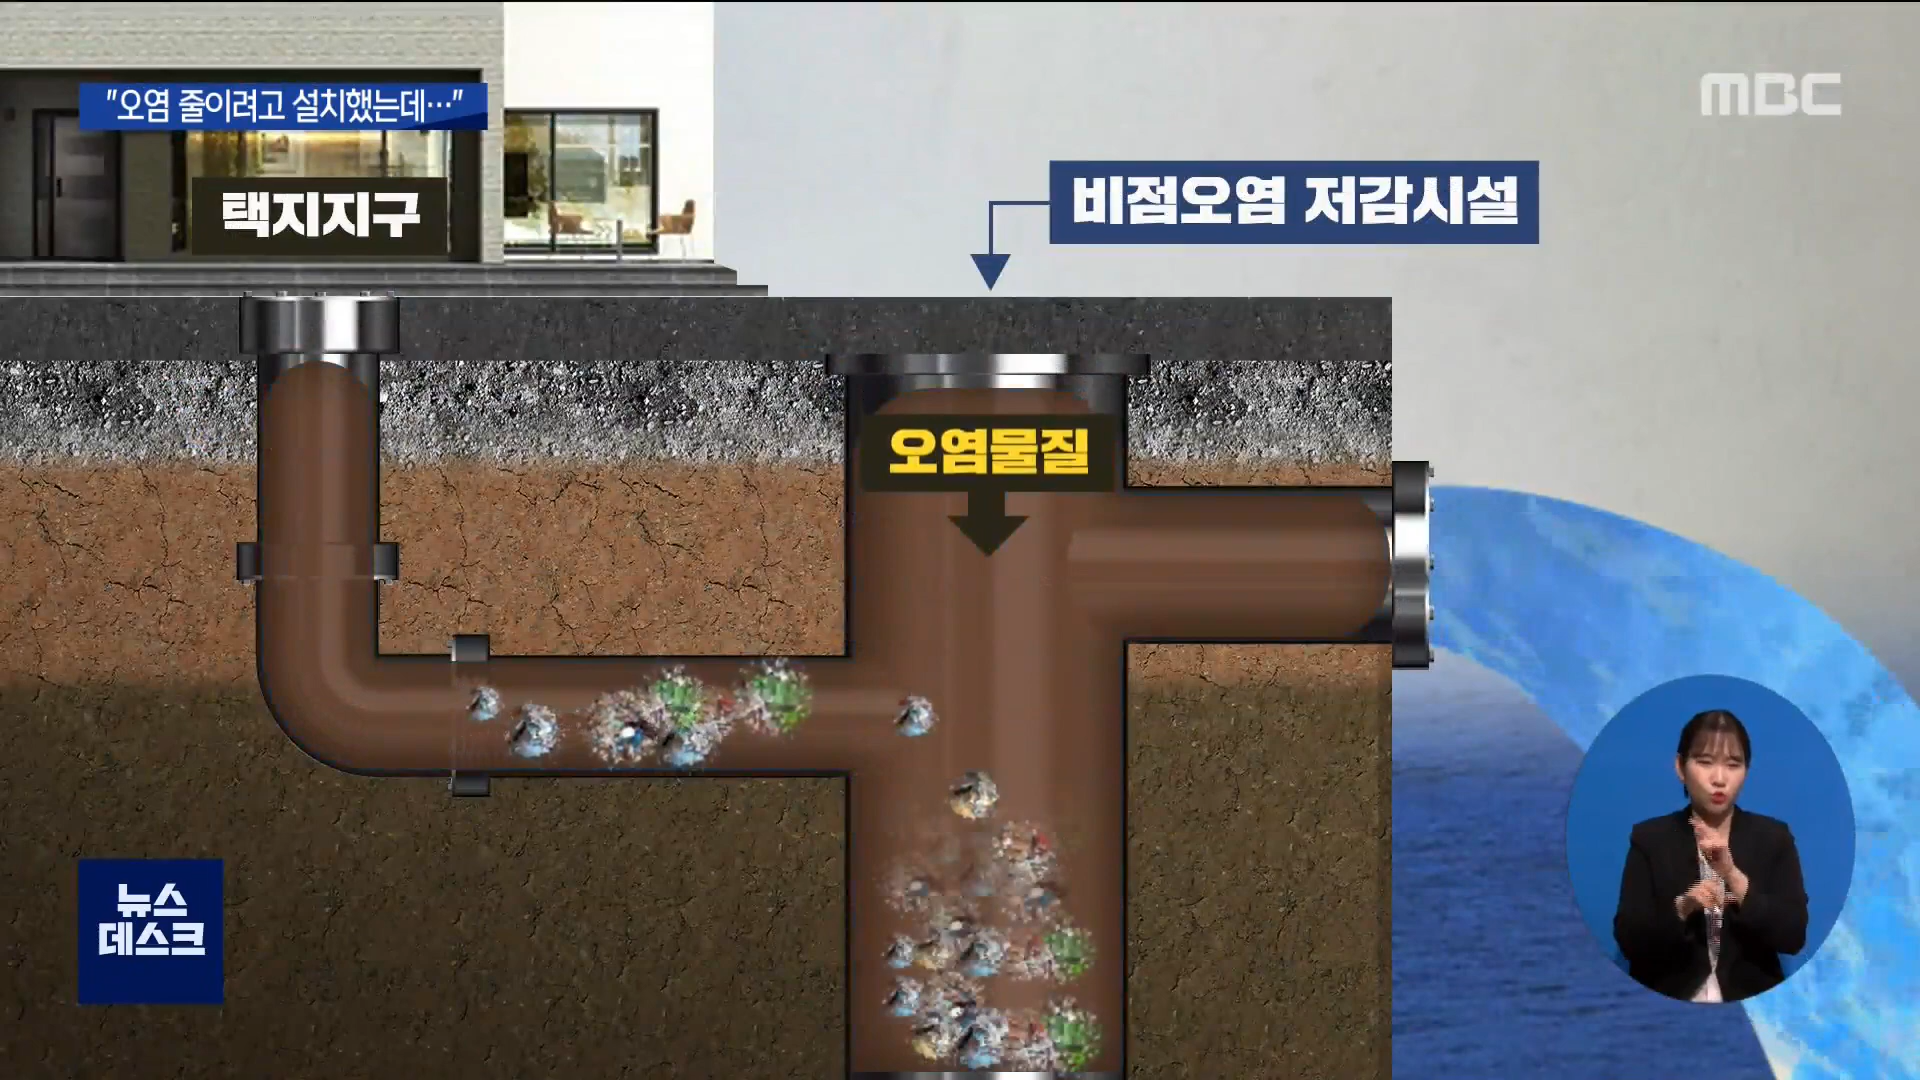 "오염 줄이려고 설치했는데…"
MBC
택지지구
비점오염 저감시설
오염물질
뉴스
데스크